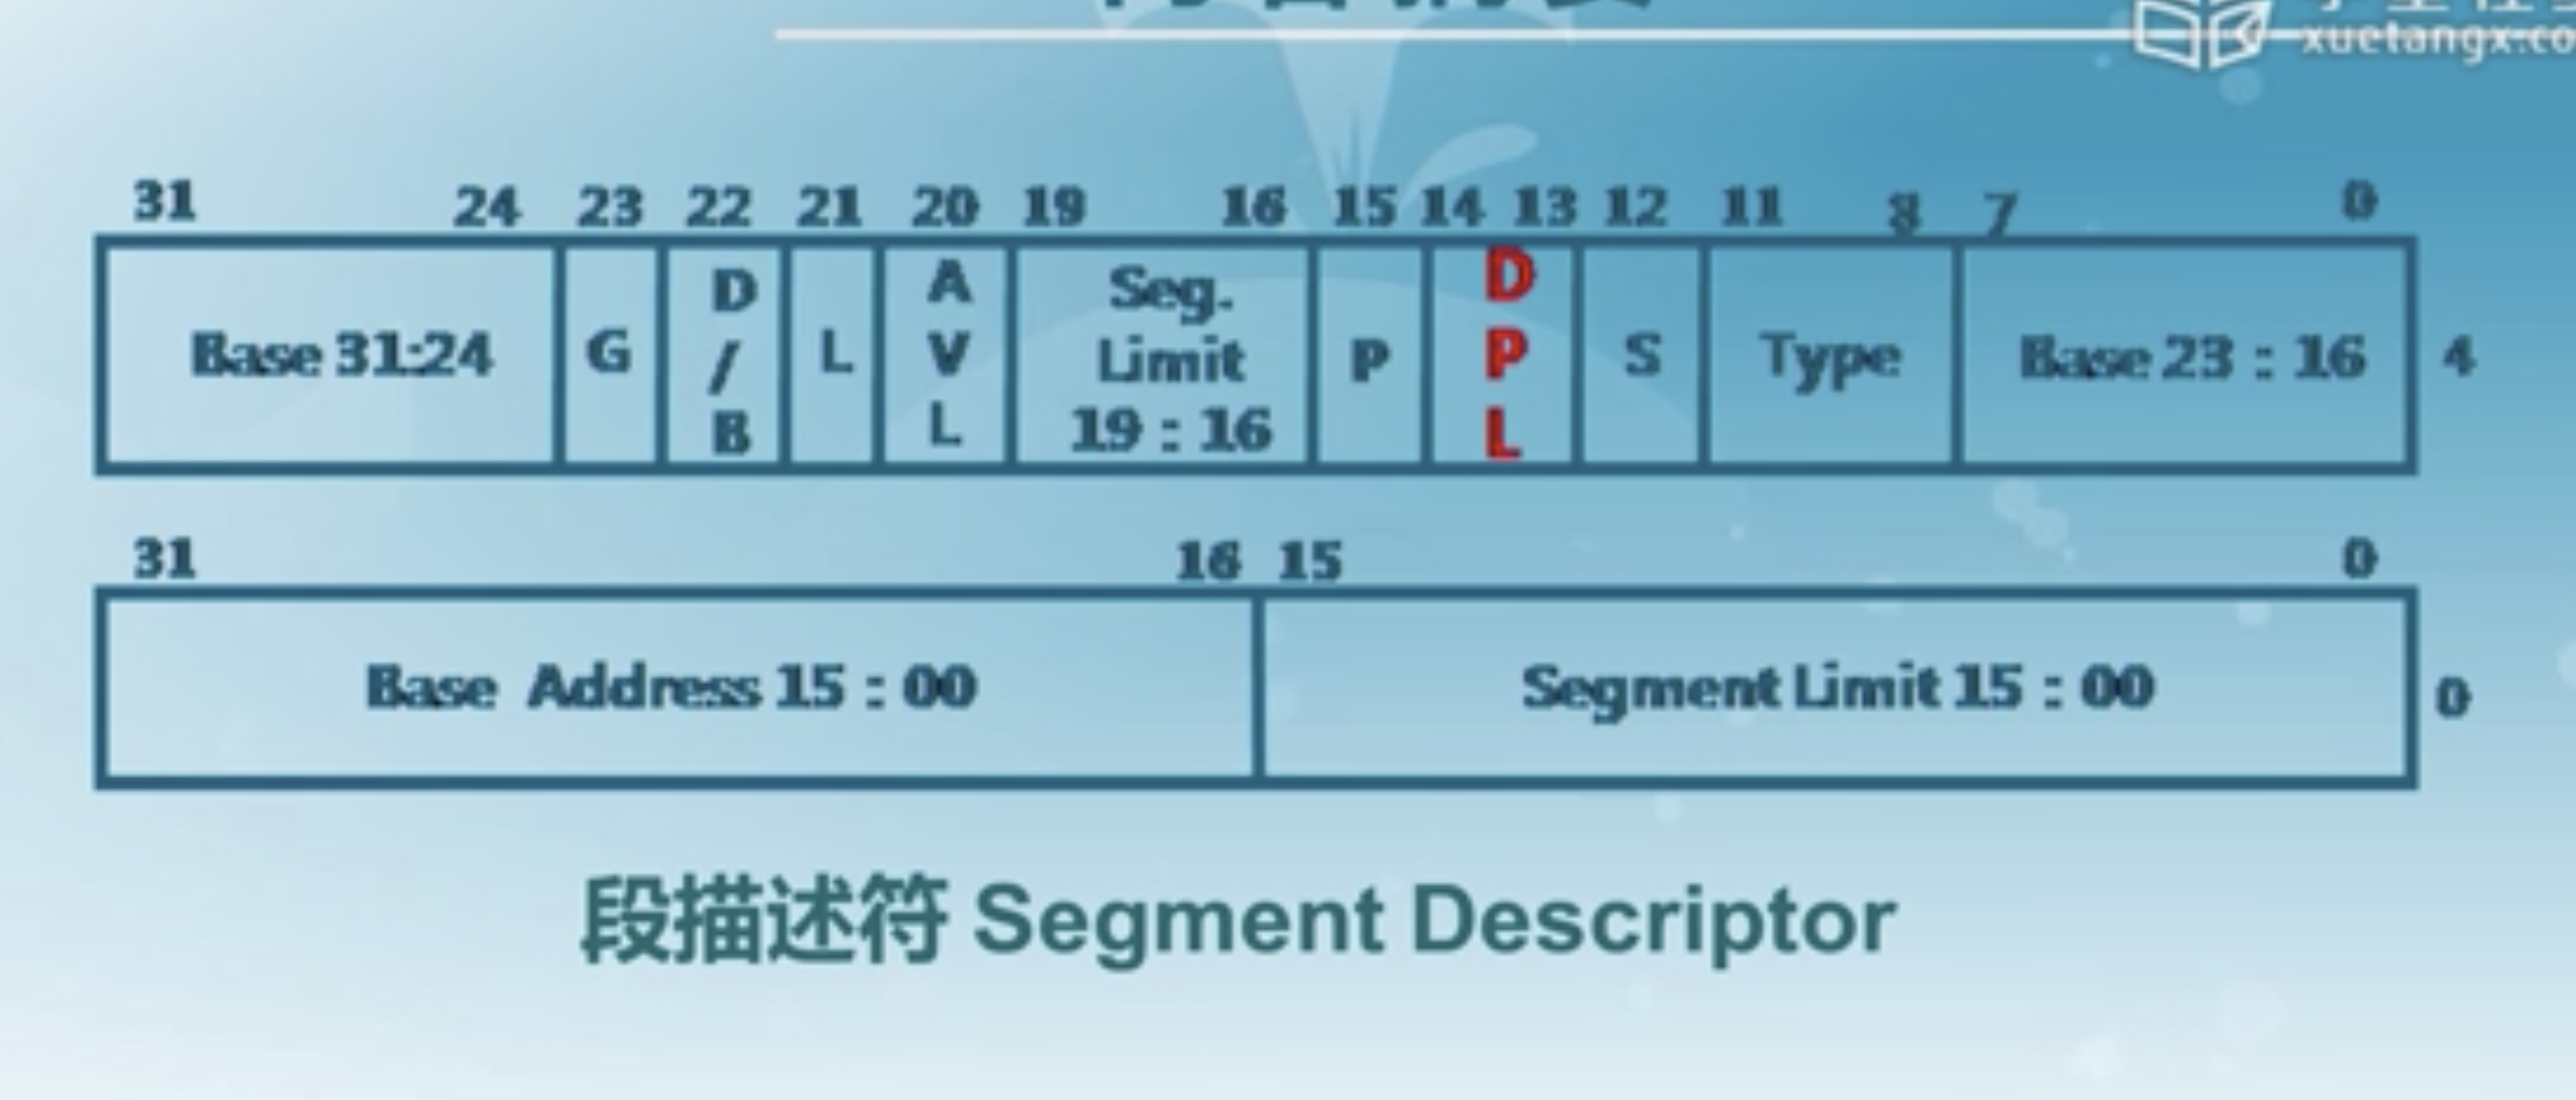 xuetangx.co
31 24 23 22 21 20 19 16 15 14 13 12 11 8 7 0
Base 31:24 G D/B L AVL Seg. Limit 19 : 16 P DPL S Type Base 23 : 16 4
31 16 15 0
Base Address 15 : 00 Segment Limit 15 : 00 0
段描述符 Segment Descriptor